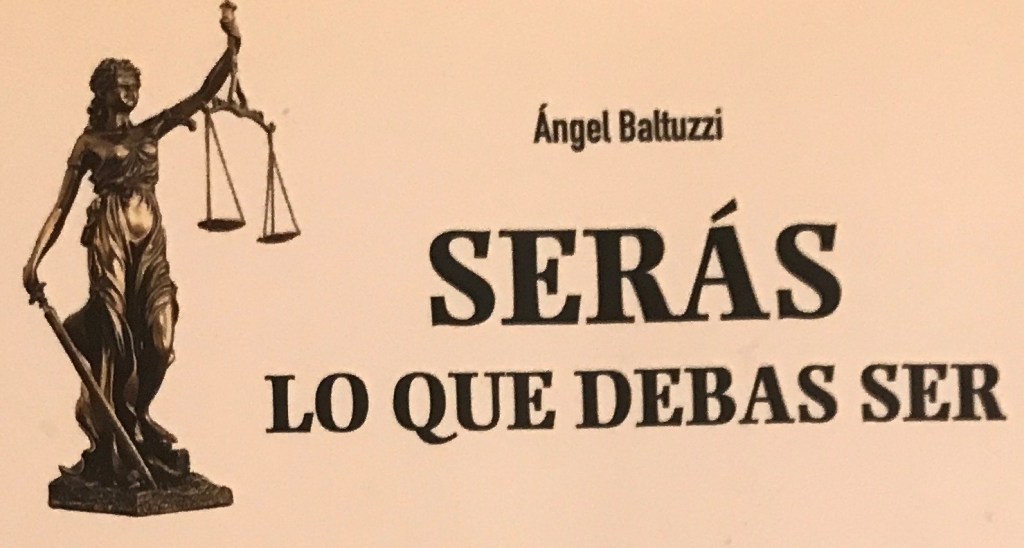 Ángel Baltuzzi
SERÁS
LO QUE DEBAS SER